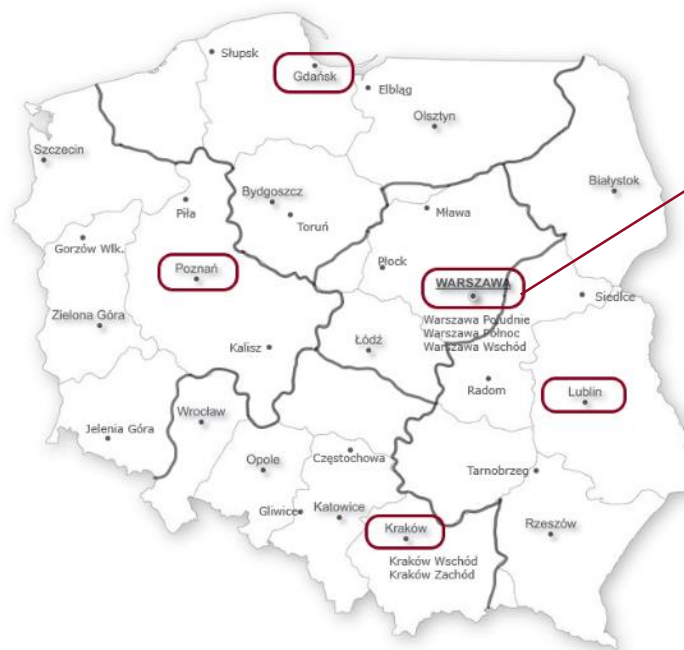 Słupsk
Gdańsk
Elbląg
Olsztyn
Szczecin
Białystok
Bydgoszcz
Piła
Toruń
Mława
Gorzów Wlk.
Poznań
Płock
WARSZAWA
Siedlce
Warszawa Południe
Warszawa Północ
Warszawa Wschód
Zielona Góra
Kalisz
Łódź
Radom
Lublin
Wrocław
Jelenia Góra
Opole
Częstochowa
Tarnobrzeg
Gliwice
Katowice
Kraków
Rzeszów
Kraków Wschód
Kraków Zachód